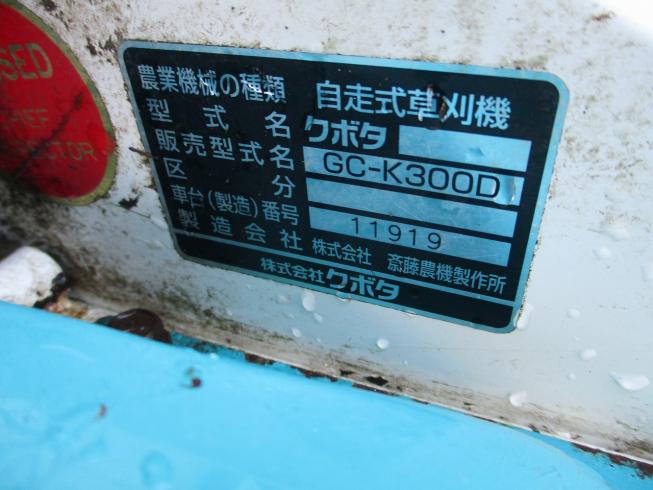 SSED
農業機械の種類 自走式草刈機
型式名 クボタ
販売型式名 GC-K300D
区分
車台(製造)番号 11919
製造会社 株式会社 斎藤農機製作所
株式会社クボタ